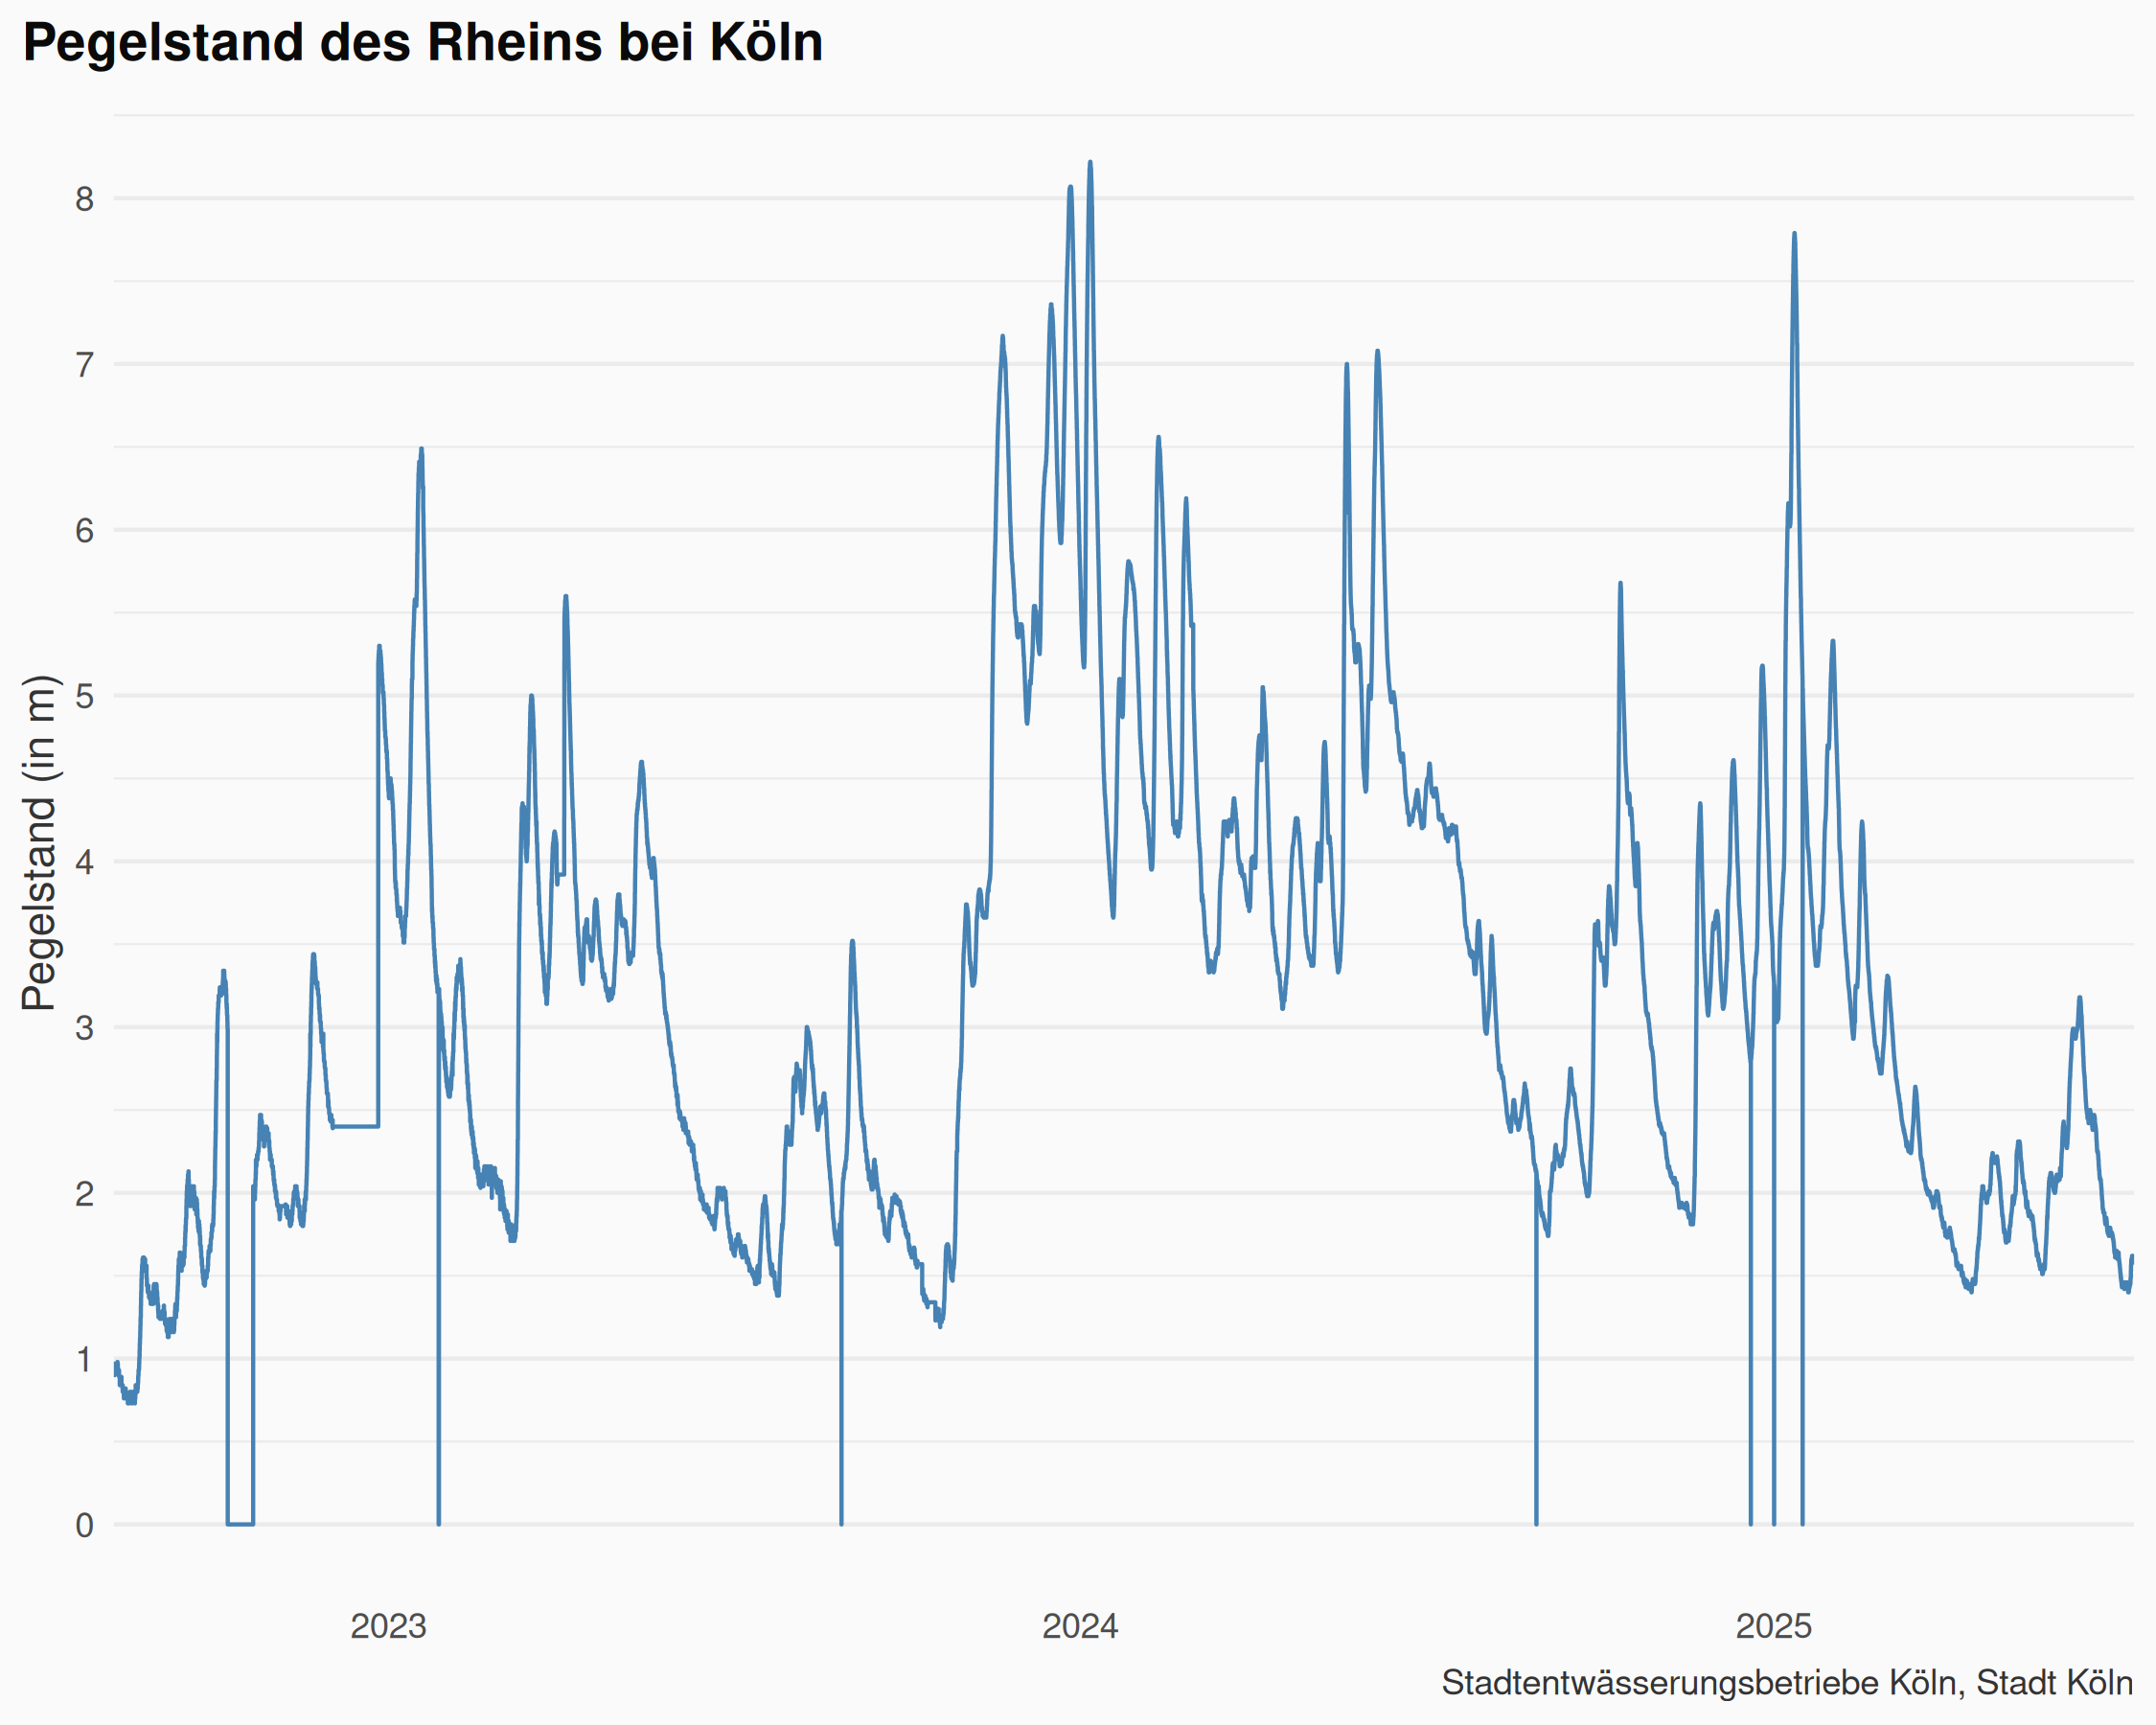 Pegelstand des Rheins bei Köln
Pegelstand (in m)
8
7
6
5
4
3
2
1
0
2023 2024 2025
Stadtentwässerungsbetriebe Köln, Stadt Köln